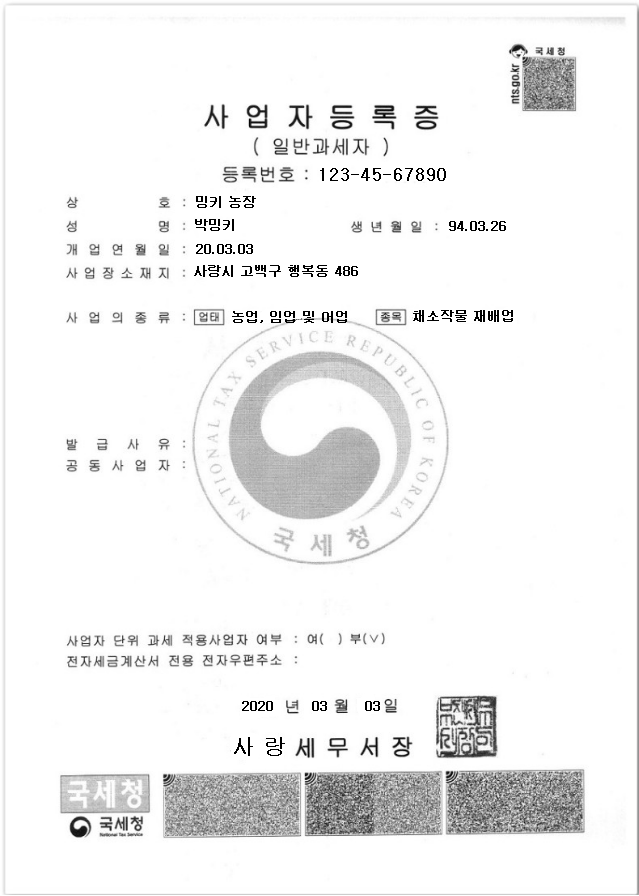 국세청
nts.go.kr
사업자등록증
( 일반과세자 )
등록번호 : 123-45-67890
상 호 : 밍키 농장
성 명 : 박밍키 생년월일 : 94.03.26
개업연월일 : 20.03.03
사업장소재지 : 사랑시 고백구 행복동 486
사업의종류 : 업태 농업, 임업 및 어업 종목 채소작물 재배업
NATIONAL TAX SERVICE REPUBLIC OF KOREA
국세청
발급사유 :
공동사업자 :
사업자 단위 과세 적용사업자 여부 : 여( ) 부(∨)
전자세금계산서 전용 전자우편주소 :
2020 년 03 월 03 일
사랑세무서장
국세청
국세청
National Tax Service